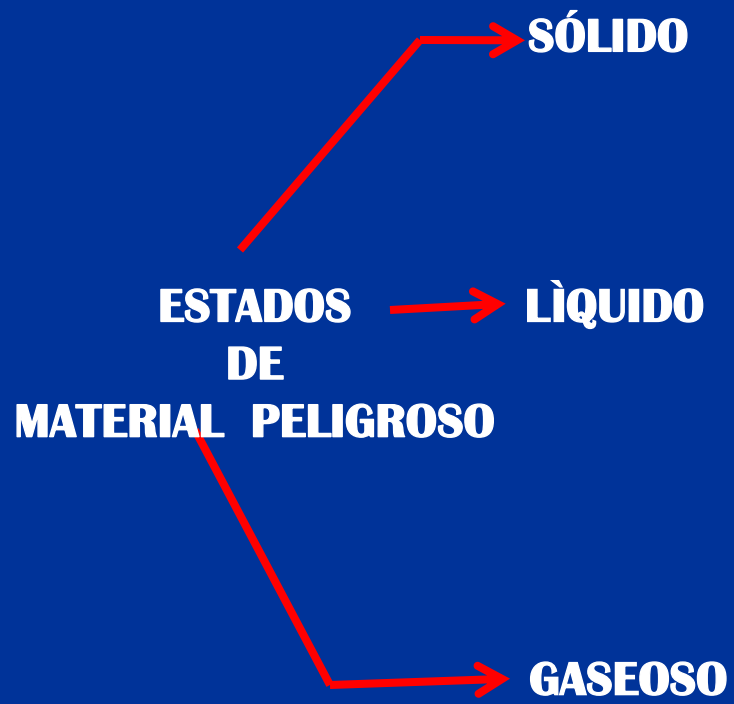 SÓLIDO
ESTADOS
DE
MATERIAL PELIGROSO
LÌQUIDO
GASEOSO